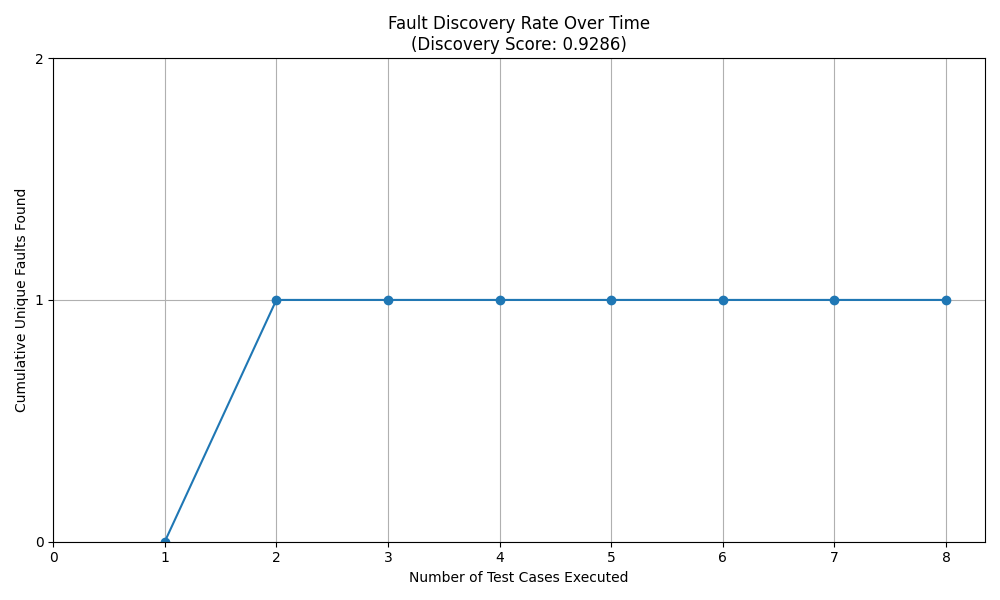 Fault Discovery Rate Over Time
(Discovery Score: 0.9286)
Cumulative Unique Faults Found
2
1
0
0 1 2 3 4 5 6 7 8
Number of Test Cases Executed